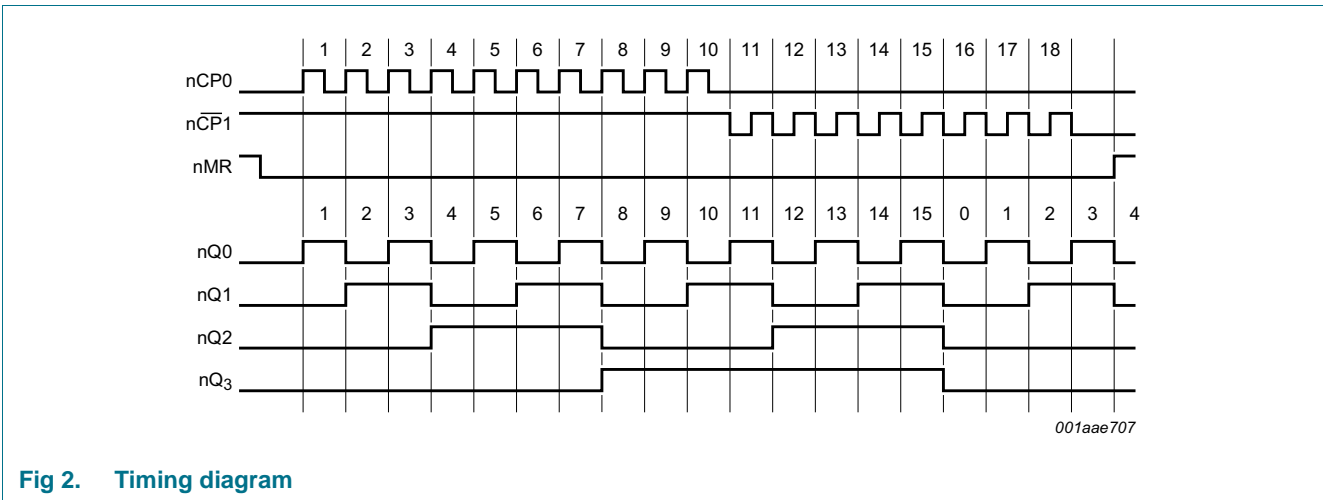 1 2 3 4 5 6 7 8 9 10 11 12 13 14 15 16 17 18
nCP0
nC̅P̅1
nMR
1 2 3 4 5 6 7 8 9 10 11 12 13 14 15 0 1 2 3 4
nQ0
nQ1
nQ2
nQ₃
001aae707
Fig 2. Timing diagram